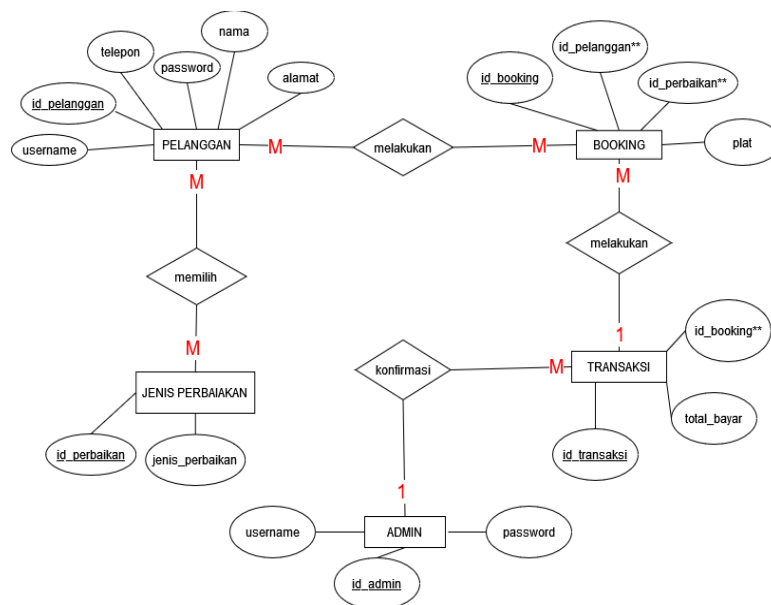 nama
telepon
password
alamat
id_pelanggan
username
PELANGGAN
M
melakukan
M
id_pelanggan**
id_booking
id_perbaikan**
BOOKING
plat
M
M
memilih
melakukan
M
1
JENIS PERBAIAKAN
id_perbaikan
jenis_perbaikan
konfirmasi
M
TRANSAKSI
id_booking**
total_bayar
id_transaksi
1
username
ADMIN
password
id_admin